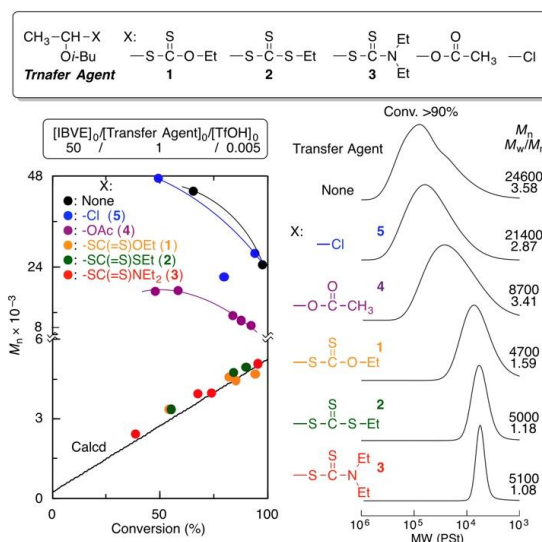 CH₃–CH–X
Oi-Bu
Trnafer Agent
X:
S
–S–C–O–Et
1
S
–S–C–S–Et
2
S Et
–S–C–N
Et
3
O
–O–C–CH₃
–Cl
[IBVE]₀/[Transfer Agent]₀/[TfOH]₀
50 / 1 / 0.005
X:
: None
: -Cl (5)
: -OAc (4)
: -SC(=S)OEt (1)
: -SC(=S)SEt (2)
: -SC(=S)NEt₂ (3)
48
24
8
6
3
0
Mn × 10⁻³
Calcd
0 50 100
Conversion (%)
Conv. >90%
Transfer Agent
Mn
Mw/Mn
None
24600
3.58
X:
5
–Cl
21400
2.87
O 4
–O–C–CH₃
8700
3.41
S 1
–S–C–O–Et
4700
1.59
S 2
–S–C–S–Et
5000
1.18
S Et 3
–S–C–N
Et
5100
1.08
10⁶ 10⁵ 10⁴ 10³
MW (PSt)